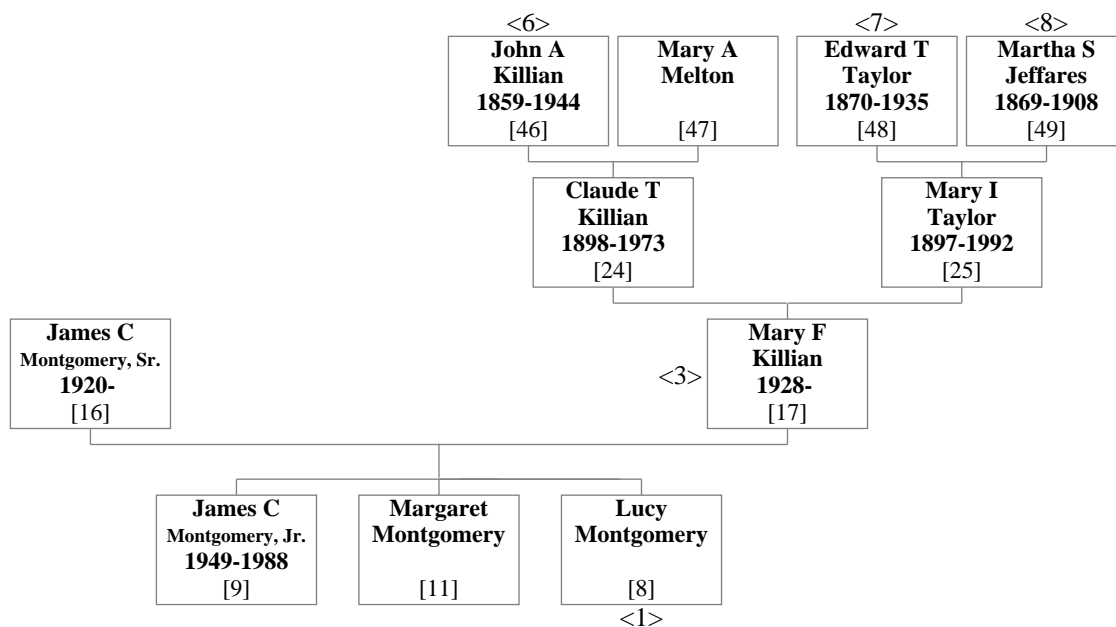 <6>
<7>
<8>
John A
Killian
1859-1944
[46]
Mary A
Melton
[47]
Edward T
Taylor
1870-1935
[48]
Martha S
Jeffares
1869-1908
[49]
Claude T
Killian
1898-1973
[24]
Mary I
Taylor
1897-1992
[25]
James C
Montgomery, Sr.
1920-
[16]
<3>
Mary F
Killian
1928-
[17]
James C
Montgomery, Jr.
1949-1988
[9]
Margaret
Montgomery
[11]
Lucy
Montgomery
[8]
<1>